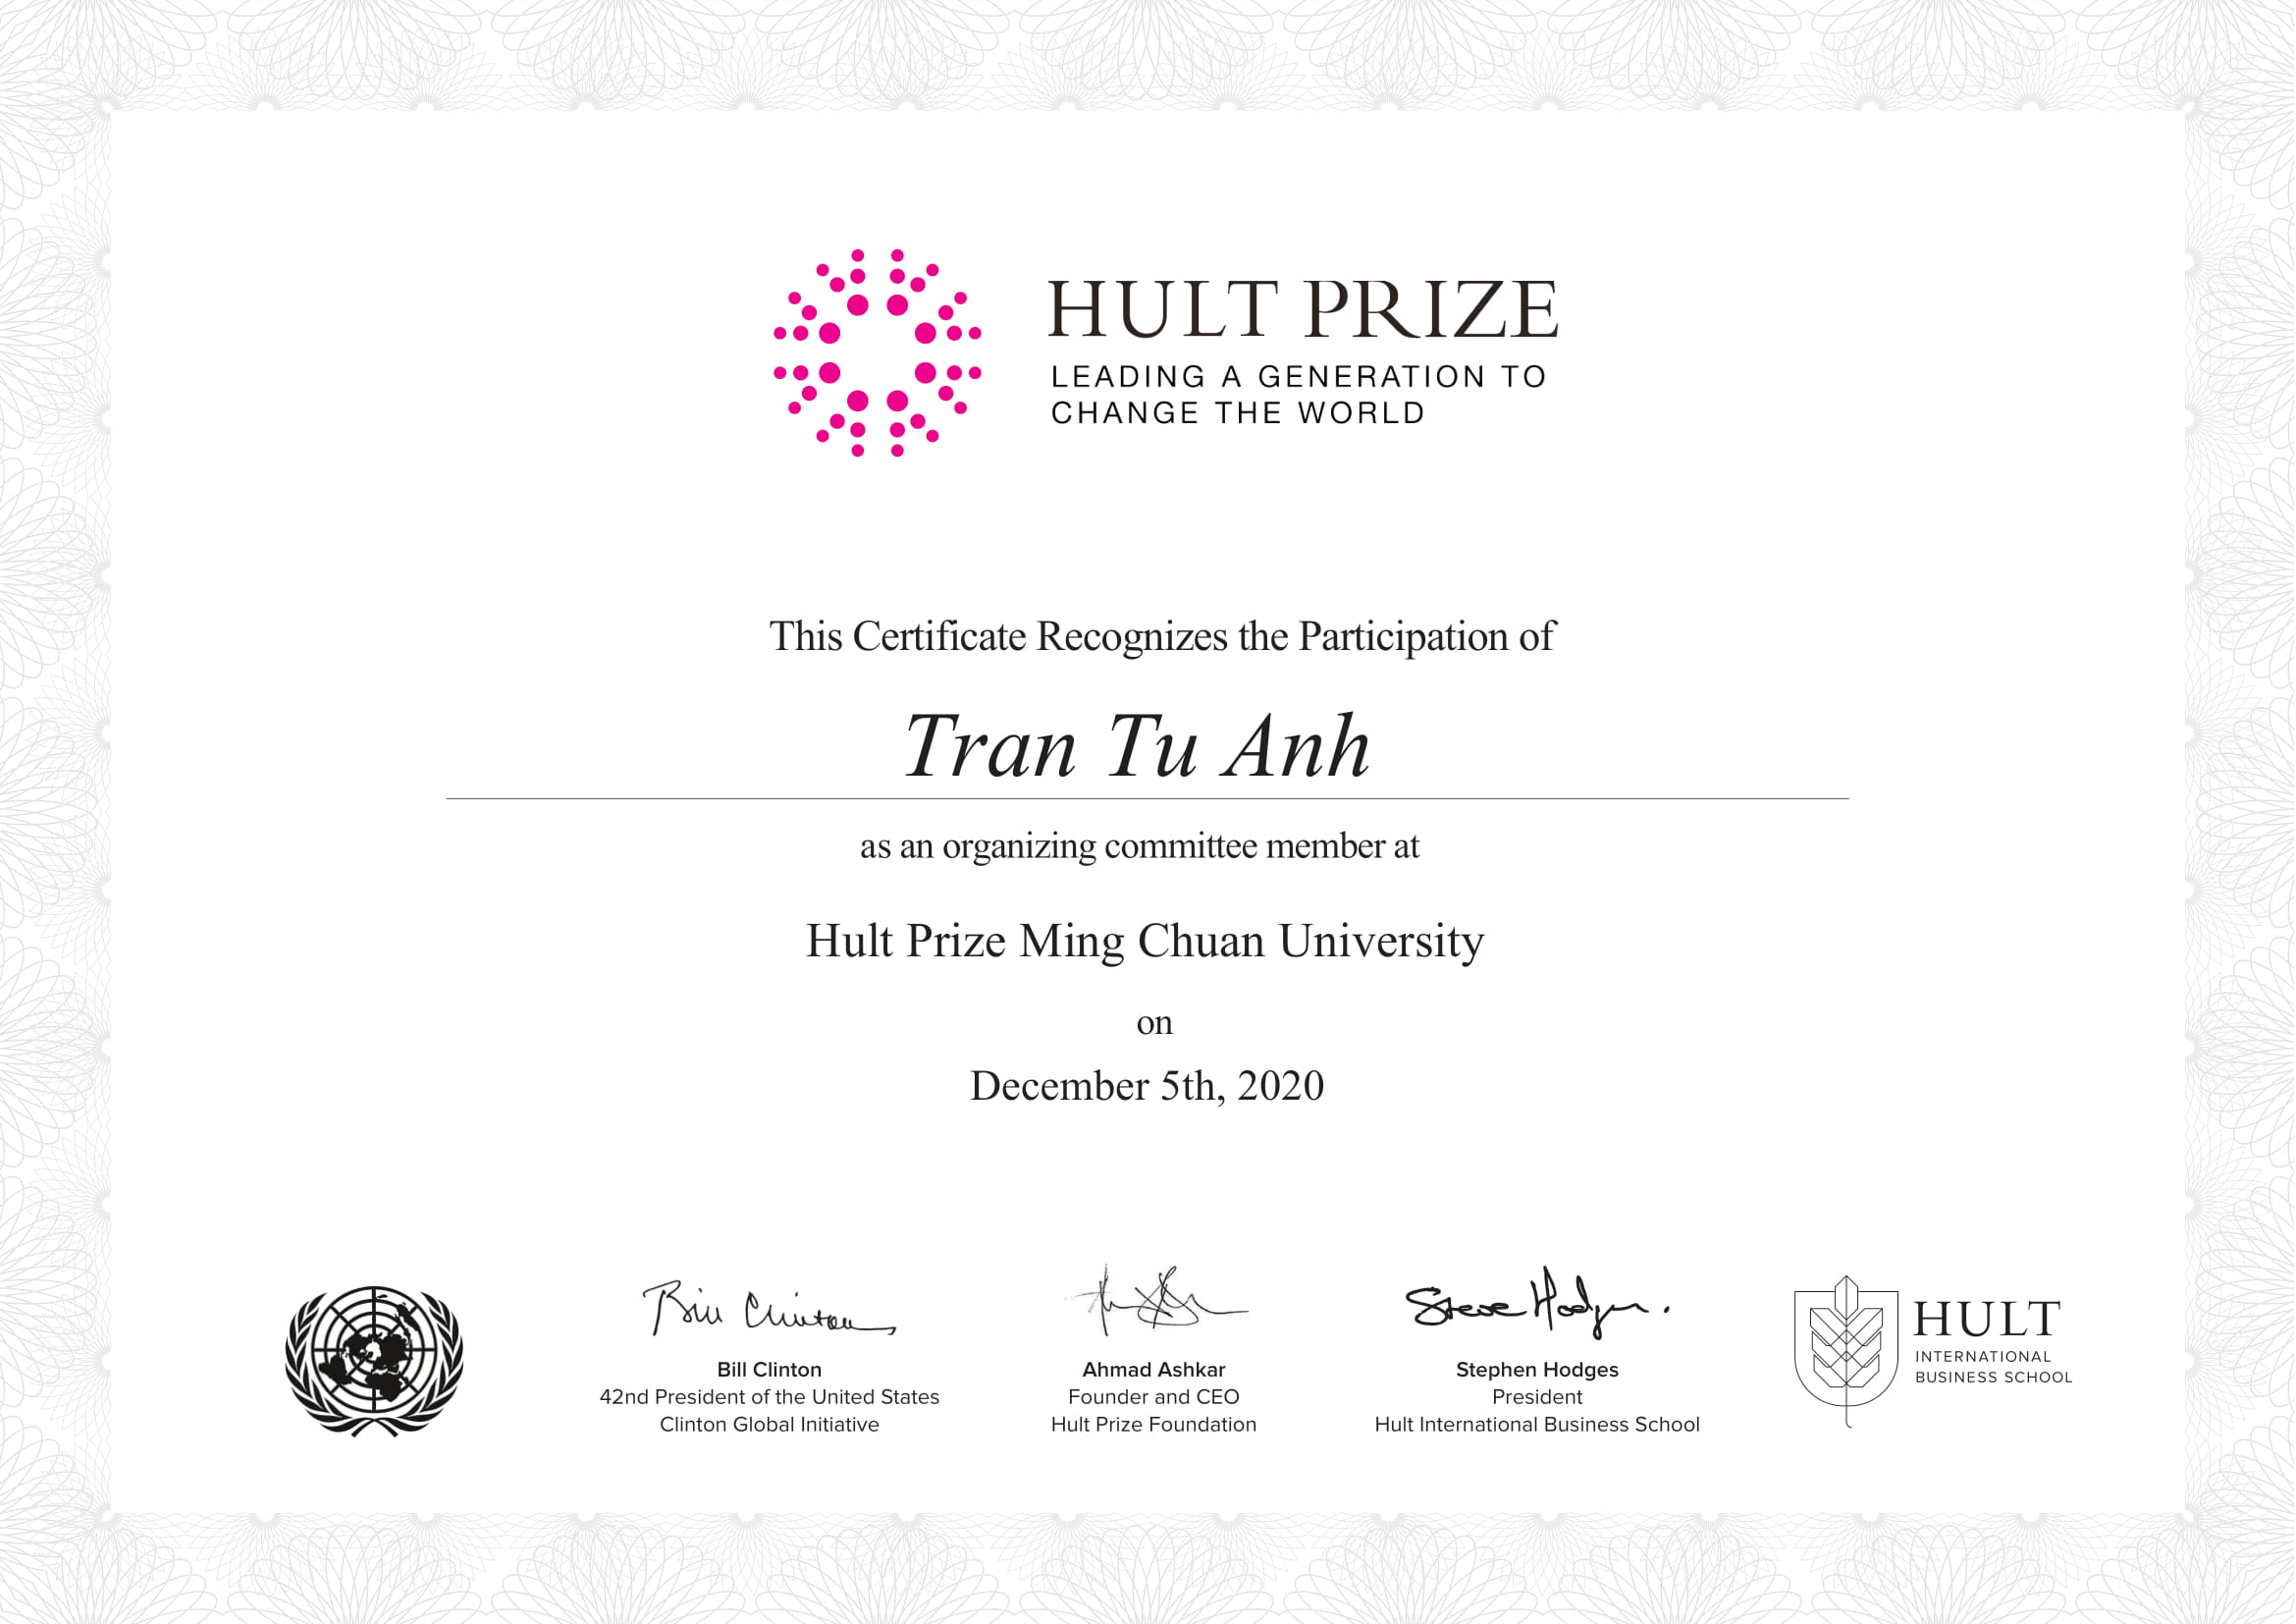 HULT PRIZE
LEADING A GENERATION TO
CHANGE THE WORLD
This Certificate Recognizes the Participation of
Tran Tu Anh
as an organizing committee member at
Hult Prize Ming Chuan University
on
December 5th, 2020
Bill Clinton
Steve Hodges.
Bill Clinton
42nd President of the United States
Clinton Global Initiative
Ahmad Ashkar
Founder and CEO
Hult Prize Foundation
Stephen Hodges
President
Hult International Business School
HULT
INTERNATIONAL
BUSINESS SCHOOL